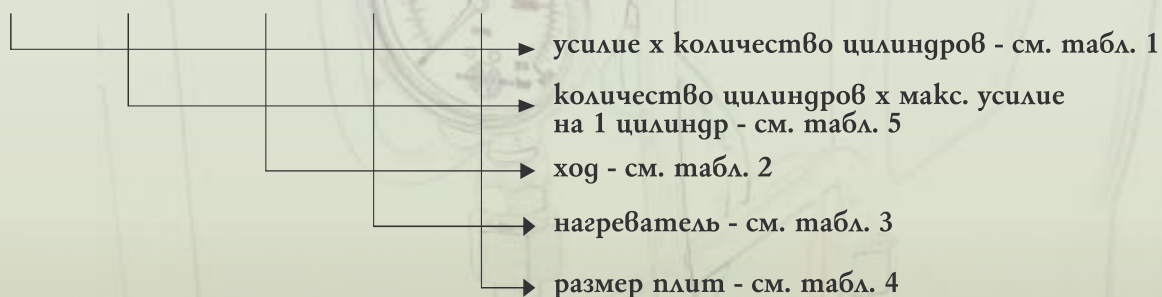 усилие х количество цилиндров - см. табл. 1
количество цилиндров х макс. усилие
на 1 цилиндр - см. табл. 5
ход - см. табл. 2
нагреватель - см. табл. 3
размер плит - см. табл. 4